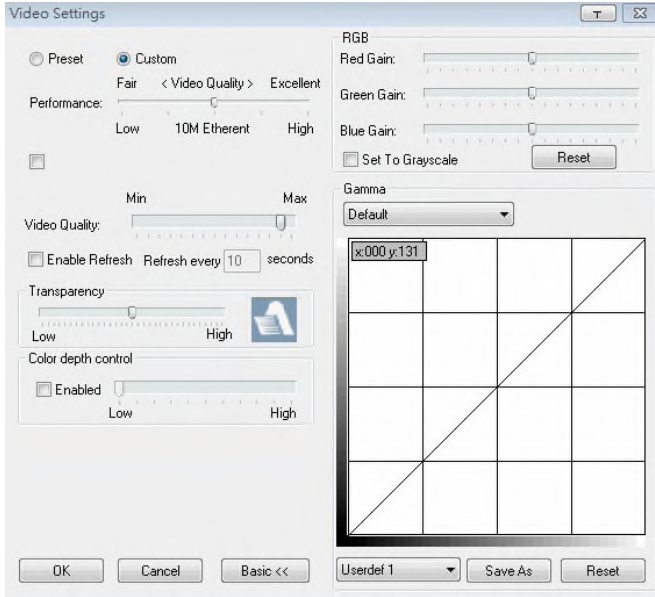 Video Settings
T
Preset Custom
Fair < Video Quality > Excellent
Performance:
Low 10M Etherent High
Min Max
Video Quality:
Enable Refresh Refresh every 10 seconds
Transparency
Low High
Color depth control
Enabled
Low High
OK Cancel Basic <<
RGB
Red Gain:
Green Gain:
Blue Gain:
Set To Grayscale Reset
Gamma
Default
x:000 y:131
Userdef 1 Save As Reset